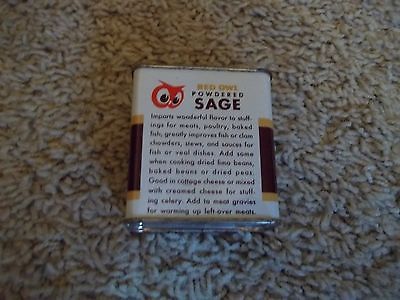 RED OWL
POWDERED
SAGE
Imparts wonderful flavor to stuff-
ings for meats, poultry, baked
fish; greatly improves fish or clam
chowders, stews, and sauces for
fish or veal dishes. Add some
when cooking dried lima beans,
baked beans or dried peas.
Good in cottage cheese or mixed
with creamed cheese for stuff-
ing celery. Add to meat gravies
for warming up left-over meats.